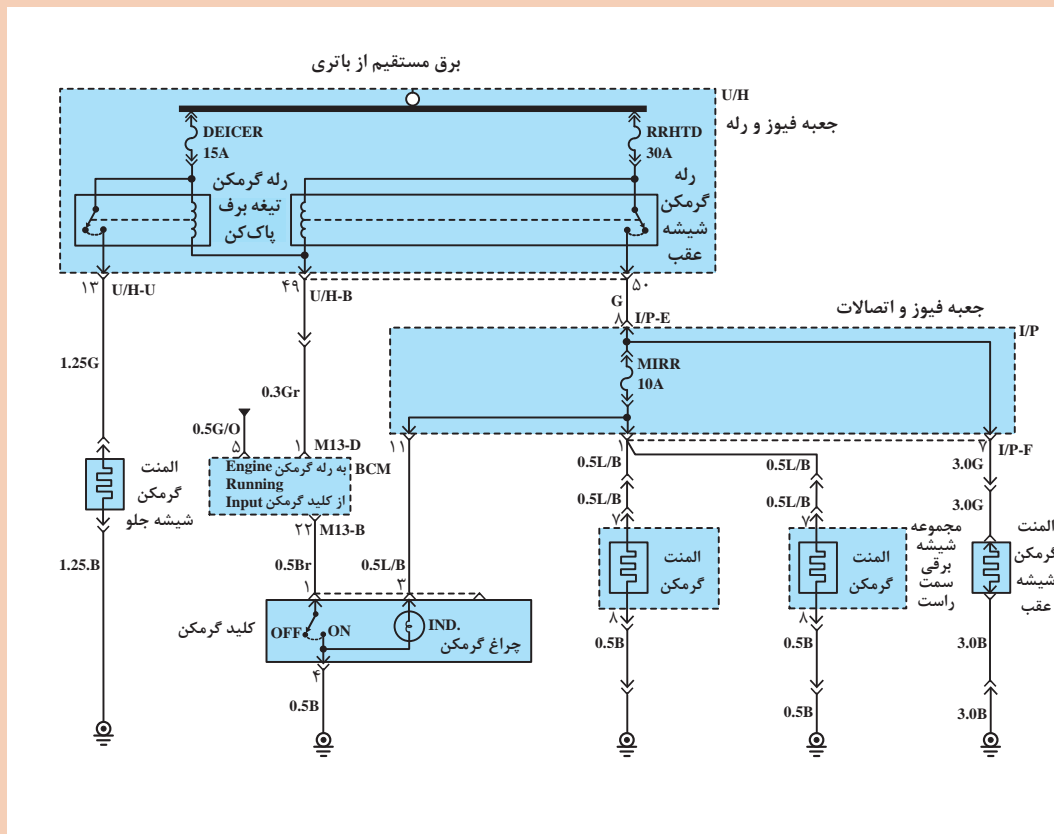 برق مستقیم از باتری
U/H
جعبه فیوز و رله
DEICER
15A
RRHTD
30A
رله گرمکن
تیغه برف
پاک‌کن
رله
گرمکن
شیشه
عقب
۱۳ U/H-U
۴۹ U/H-B
۵۰
G
۸ I/P-E
جعبه فیوز و اتصالات
I/P
MIRR
10A
1.25G
0.3Gr
0.5G/O
۵
۱ M13-D
۱۱
۱
۷ I/P-F
BCM
Engine به رله گرمکن
Running
Input از کلید گرمکن
۲۲ M13-B
المنت
گرمکن
شیشه جلو
1.25.B
0.5Br
0.5L/B
۱
۳
کلید گرمکن
OFF
ON
IND.
چراغ گرمکن
۴
0.5B
0.5L/B
0.5L/B
۷
المنت
گرمکن
۸
0.5B
0.5L/B
0.5L/B
۷
المنت
گرمکن
مجموعه
شیشه
برقی
سمت
راست
۸
0.5B
0.5B
3.0G
3.0G
المنت
گرمکن
شیشه
عقب
3.0B
3.0B